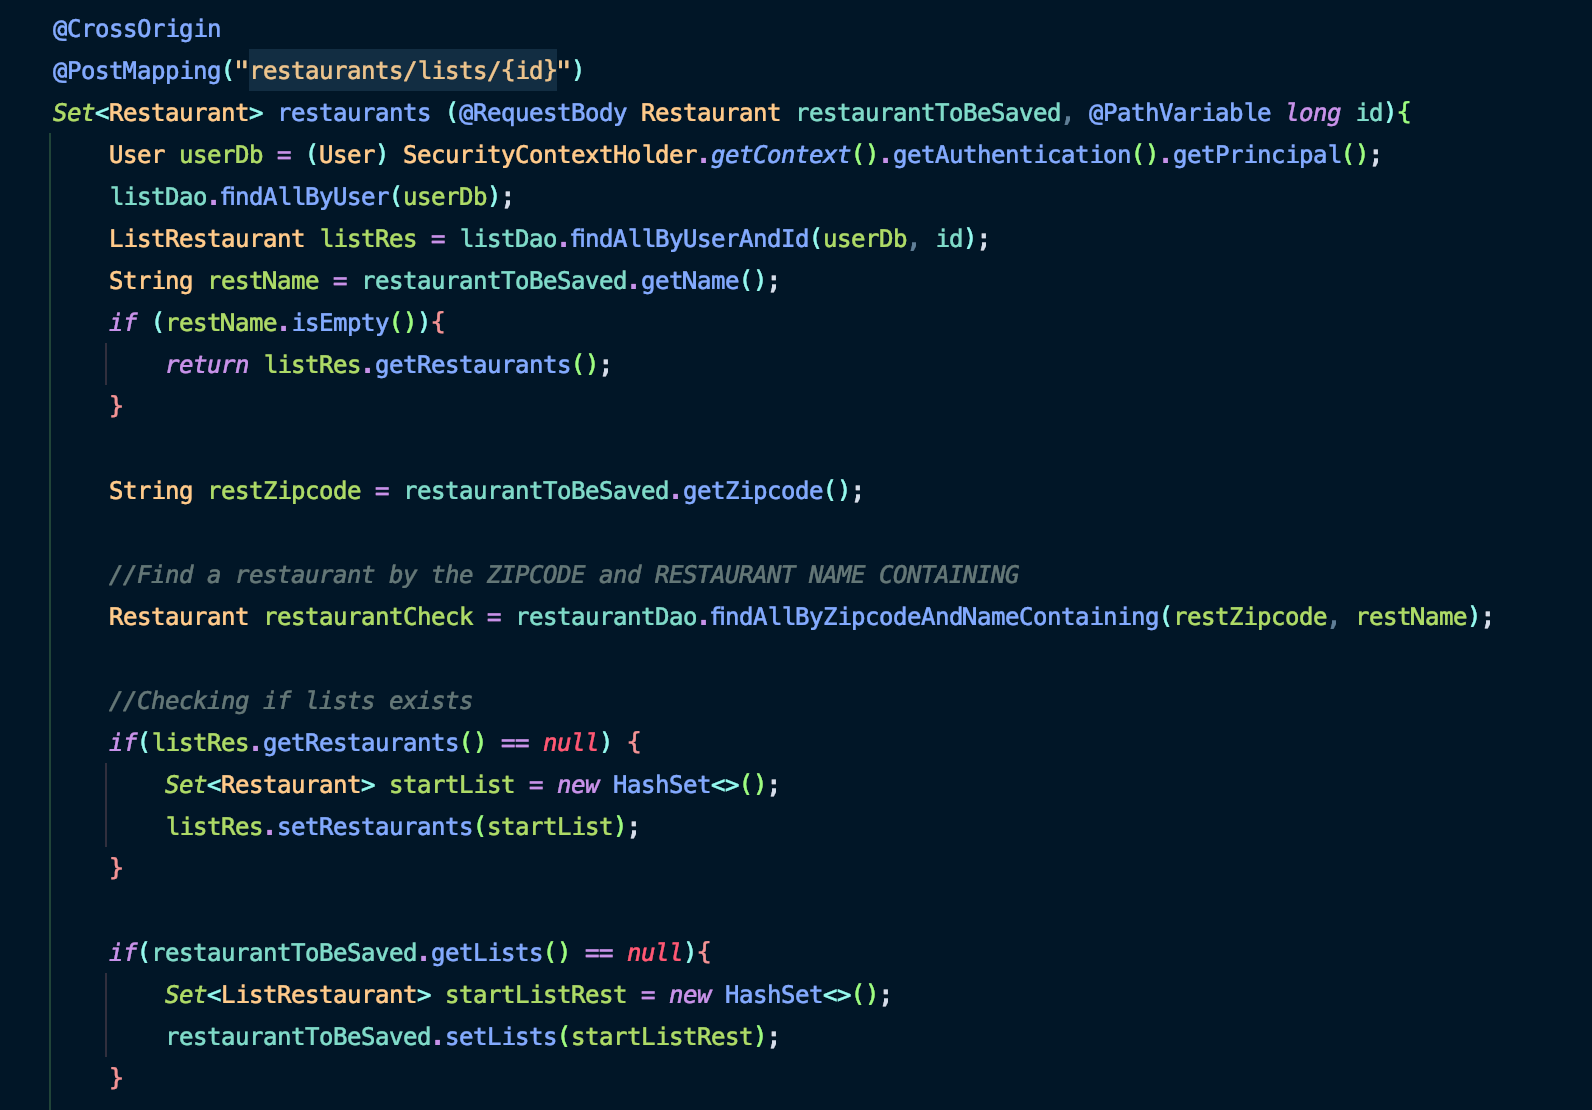 @CrossOrigin
@PostMapping("restaurants/lists/{id}")
Set<Restaurant> restaurants (@RequestBody Restaurant restaurantToBeSaved, @PathVariable long id){
    User userDb = (User) SecurityContextHolder.getContext().getAuthentication().getPrincipal();
    listDao.findAllByUser(userDb);
    ListRestaurant listRes = listDao.findAllByUserAndId(userDb, id);
    String restName = restaurantToBeSaved.getName();
    if (restName.isEmpty()){
        return listRes.getRestaurants();
    }
    String restZipcode = restaurantToBeSaved.getZipcode();
    //Find a restaurant by the ZIPCODE and RESTAURANT NAME CONTAINING
    Restaurant restaurantCheck = restaurantDao.findAllByZipcodeAndNameContaining(restZipcode, restName);
    //Checking if lists exists
    if(listRes.getRestaurants() == null) {
        Set<Restaurant> startList = new HashSet<>();
        listRes.setRestaurants(startList);
    }
    if(restaurantToBeSaved.getLists() == null){
        Set<ListRestaurant> startListRest = new HashSet<>();
        restaurantToBeSaved.setLists(startListRest);
    }